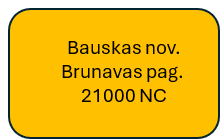 Bauskas nov.
Brunavas pag.
21000 NC